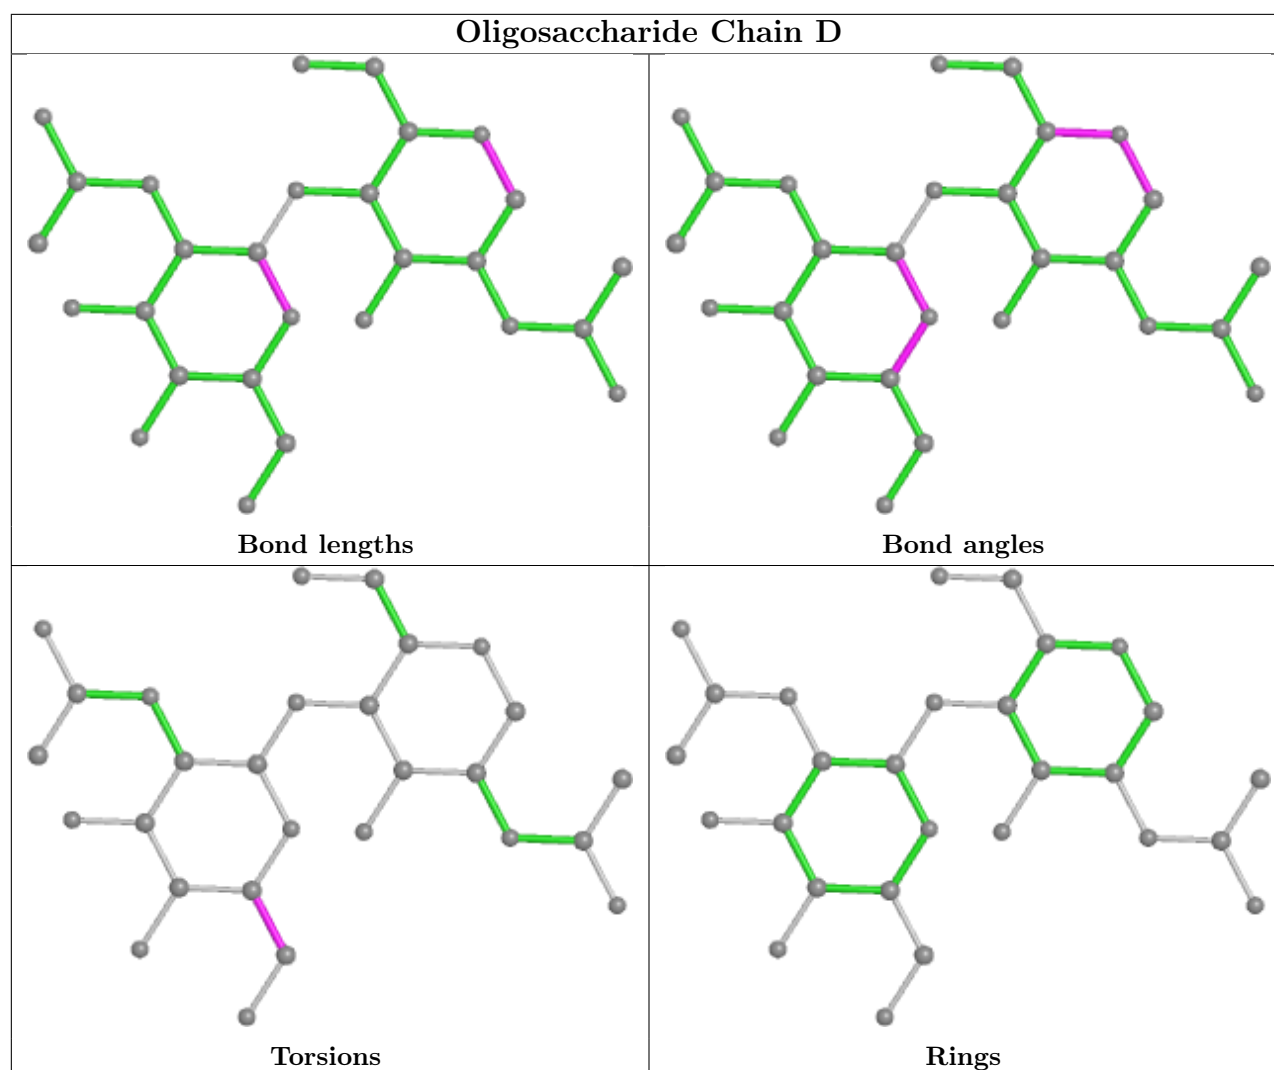 Oligosaccharide Chain D
Bond lengths
Bond angles
Torsions
Rings